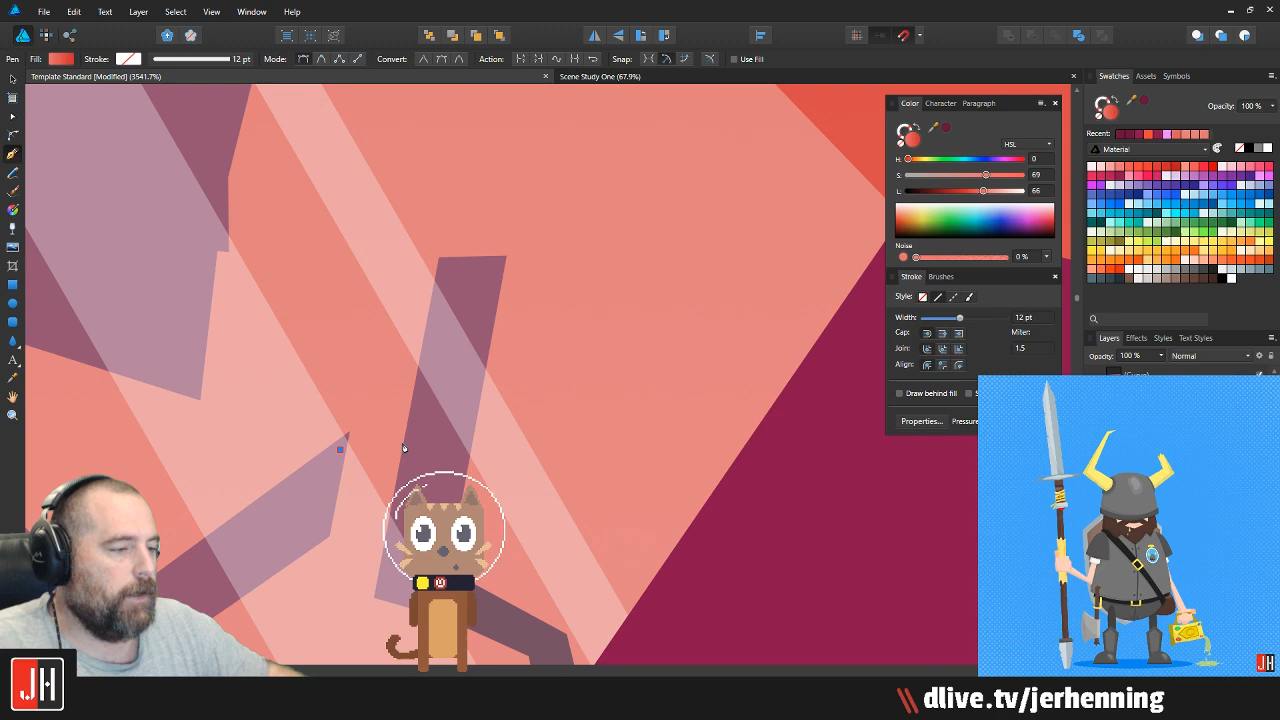 File Edit Text Layer Select View Window Help
Pen Fill: Stroke: 12 pt Mode: Convert: Action: Snap: Use Fill
Template Standard [Modified] (3541.7%)
Scene Study One (67.9%)
Swatches Assets Symbols
Opacity: 100 %
Recent:
Material
Color Character Paragraph
HSL
H: 0
S: 69
L: 66
Noise
0 %
Stroke Brushes
Style:
Width: 12 pt
Cap: Miter:
Join: 1.5
Align:
Draw behind fill
Properties... Pressure
Layers Effects Styles Text Styles
Opacity: 100 % Normal
(Curve)
JH
JH
\\ dlive.tv/jerhenning